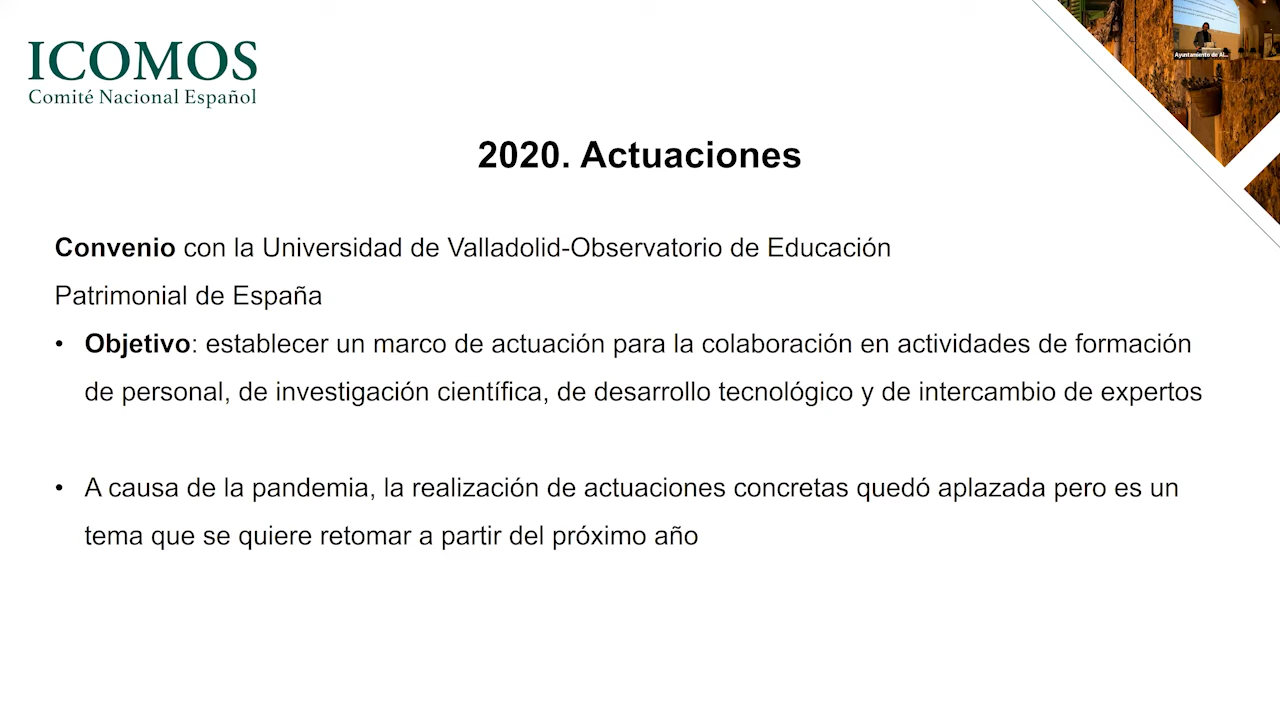 ICOMOS
Comité Nacional Español
Ayuntamiento de Al...
2020. Actuaciones
Convenio con la Universidad de Valladolid-Observatorio de Educación
Patrimonial de España
• Objetivo: establecer un marco de actuación para la colaboración en actividades de formación
de personal, de investigación científica, de desarrollo tecnológico y de intercambio de expertos
• A causa de la pandemia, la realización de actuaciones concretas quedó aplazada pero es un
tema que se quiere retomar a partir del próximo año